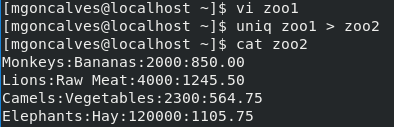 [mgoncalves@localhost ~]$ vi zoo1
[mgoncalves@localhost ~]$ uniq zoo1 > zoo2
[mgoncalves@localhost ~]$ cat zoo2
Monkeys:Bananas:2000:850.00
Lions:Raw Meat:4000:1245.50
Camels:Vegetables:2300:564.75
Elephants:Hay:120000:1105.75